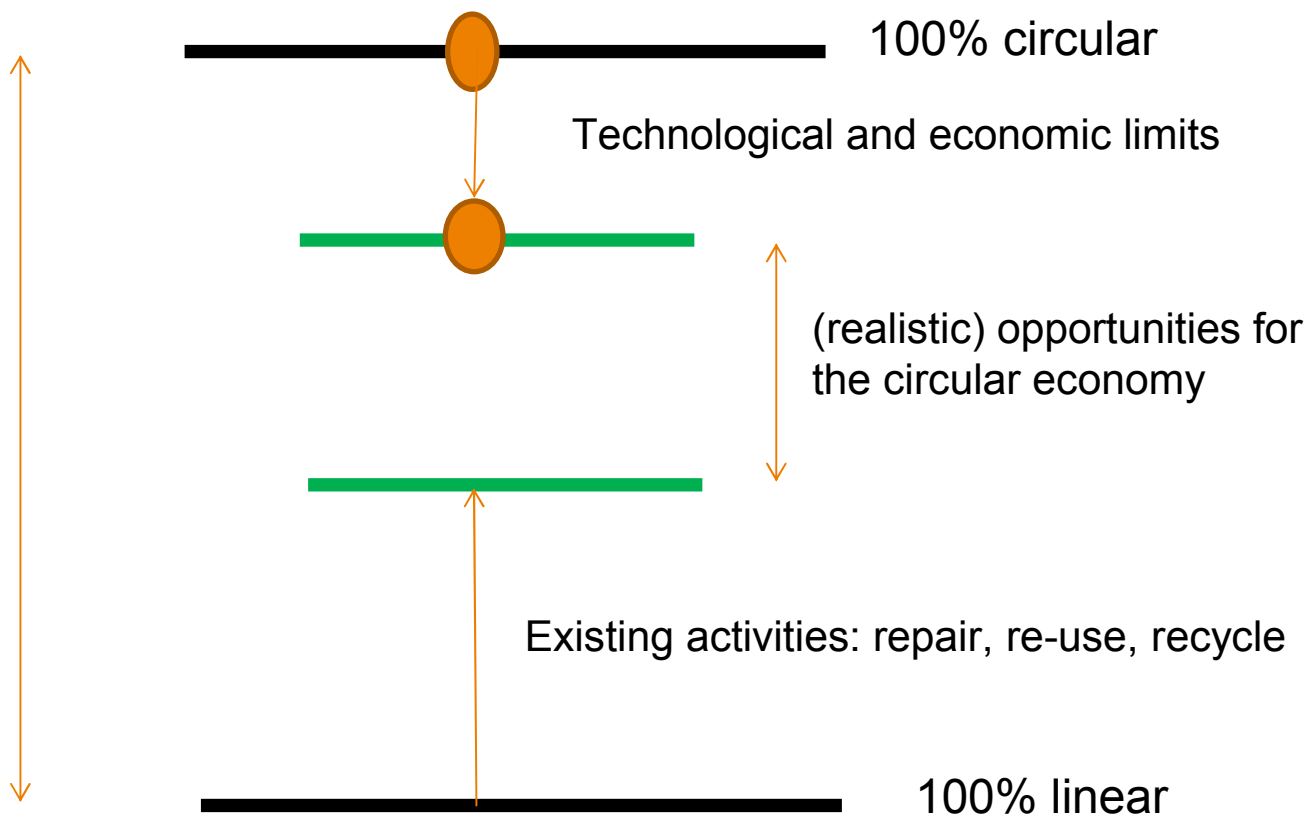 100% circular
Technological and economic limits
(realistic) opportunities for
the circular economy
Existing activities: repair, re-use, recycle
100% linear